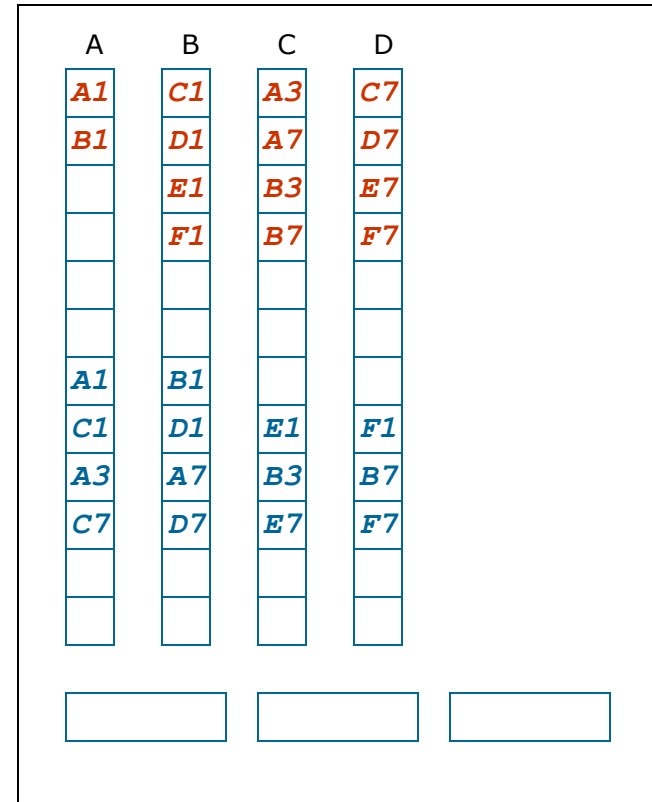 A B C D
A1 C1 A3 C7
B1 D1 A7 D7
E1 B3 E7
F1 B7 F7
A1 B1
C1 D1 E1 F1
A3 A7 B3 B7
C7 D7 E7 F7